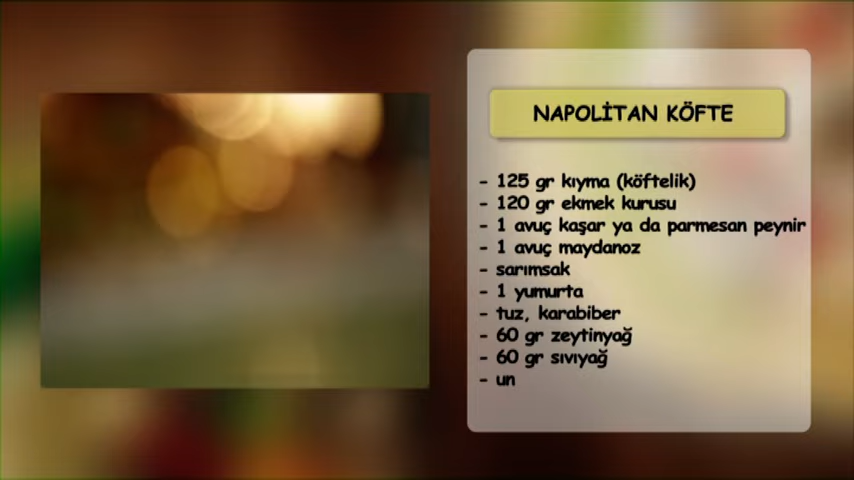 NAPOLİTAN KÖFTE
- 125 gr kıyma (köftelik)
- 120 gr ekmek kurusu
- 1 avuç kaşar ya da parmesan peynir
- 1 avuç maydanoz
- sarımsak
- 1 yumurta
- tuz, karabiber
- 60 gr zeytinyağ
- 60 gr sıvıyağ
- un